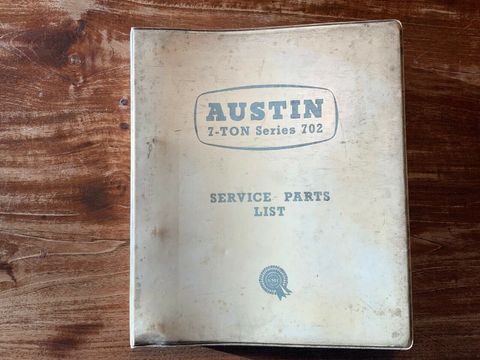 AUSTIN
7-TON Series 702
SERVICE PARTS
LIST